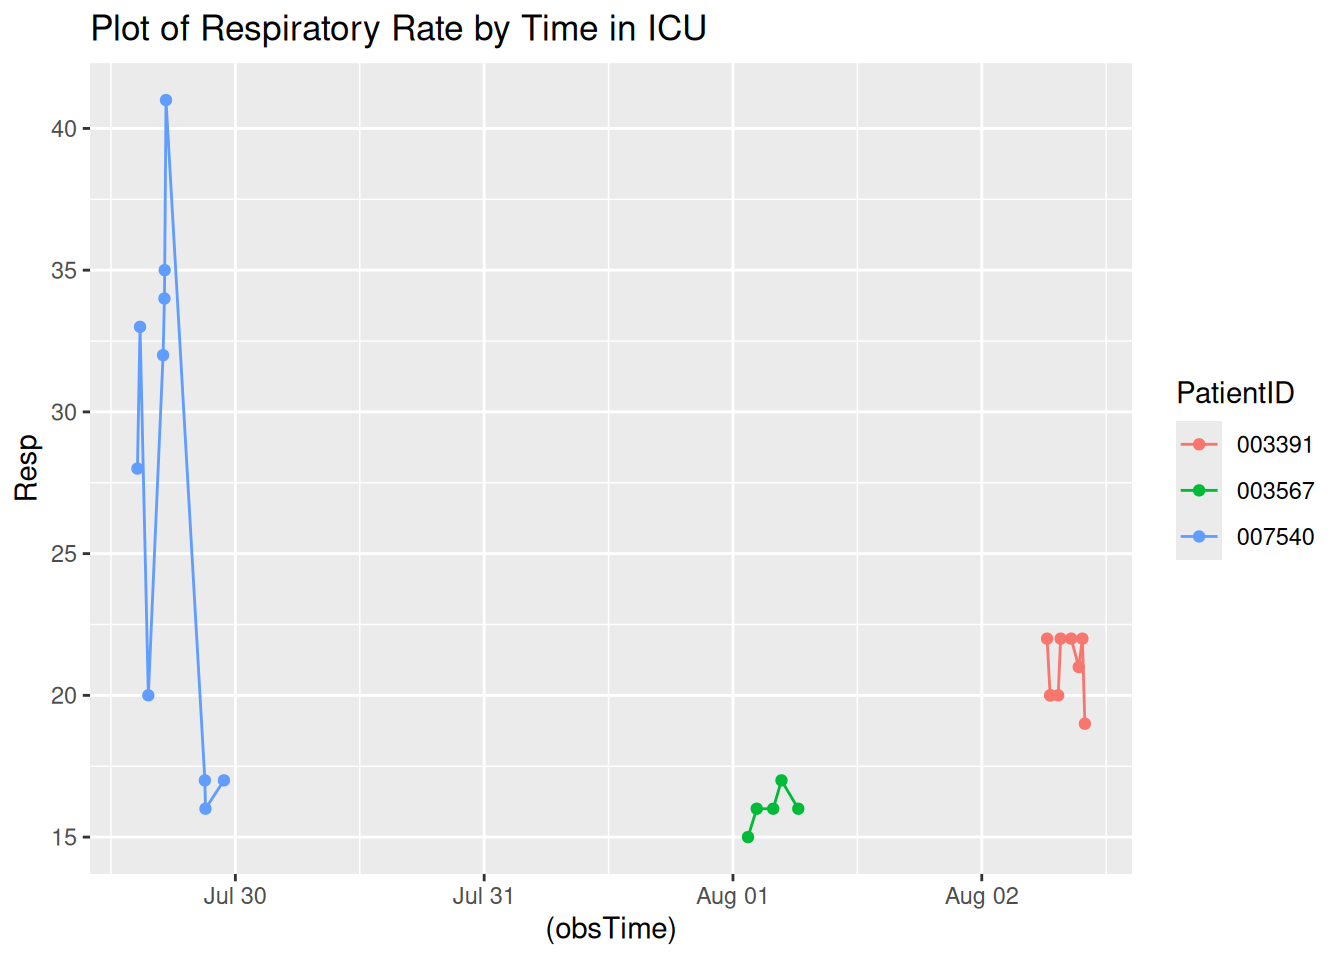 Plot of Respiratory Rate by Time in ICU
40
35
30
25
20
15
Resp
Jul 30
Jul 31
Aug 01
Aug 02
(obsTime)
PatientID
003391
003567
007540